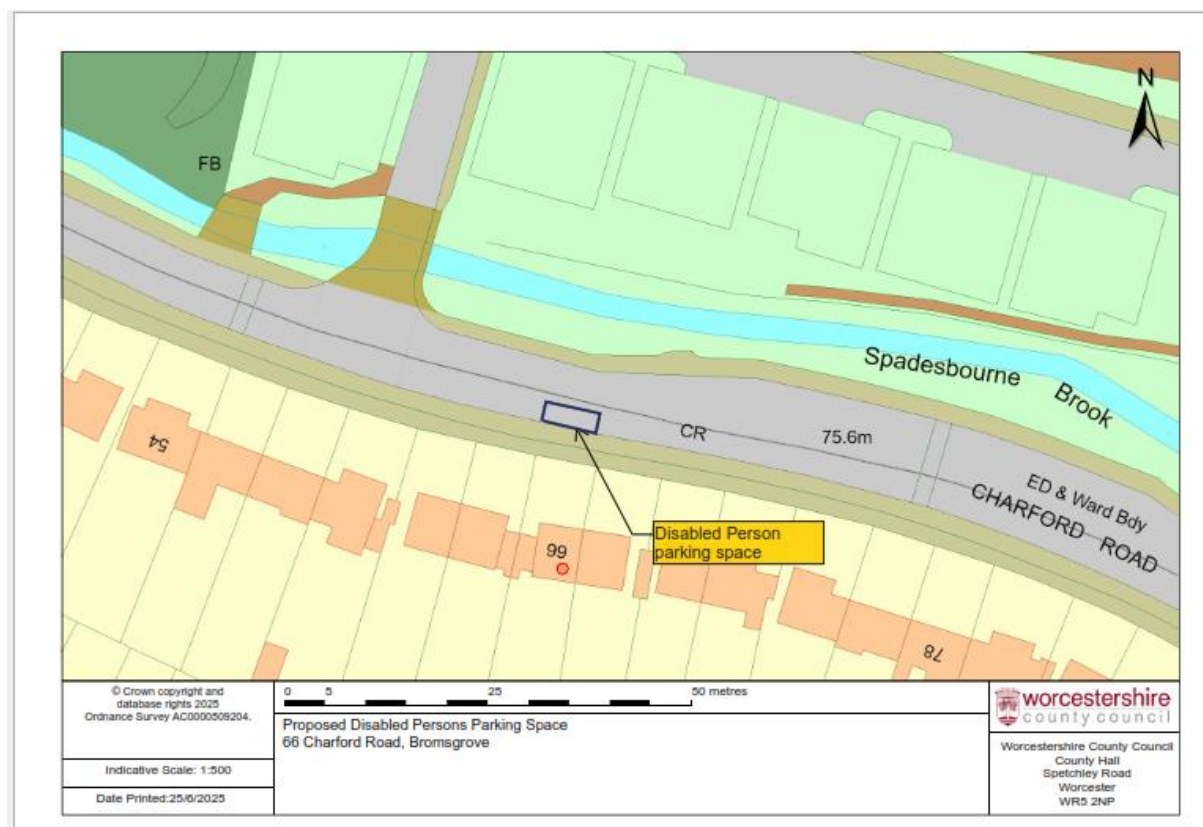 N
FB
Spadesbourne Brook
CR
75.6m
ED & Ward Bdy
CHARFORD ROAD
54
66
78
Disabled Person
parking space
© Crown copyright and
database rights 2025
Ordnance Survey AC0000509204.
Indicative Scale: 1:500
Date Printed:25/6/2025
0 5 25 50 metres
Proposed Disabled Persons Parking Space
66 Charford Road, Bromsgrove
worcestershire
county council
Worcestershire County Council
County Hall
Spetchley Road
Worcester
WR5 2NP